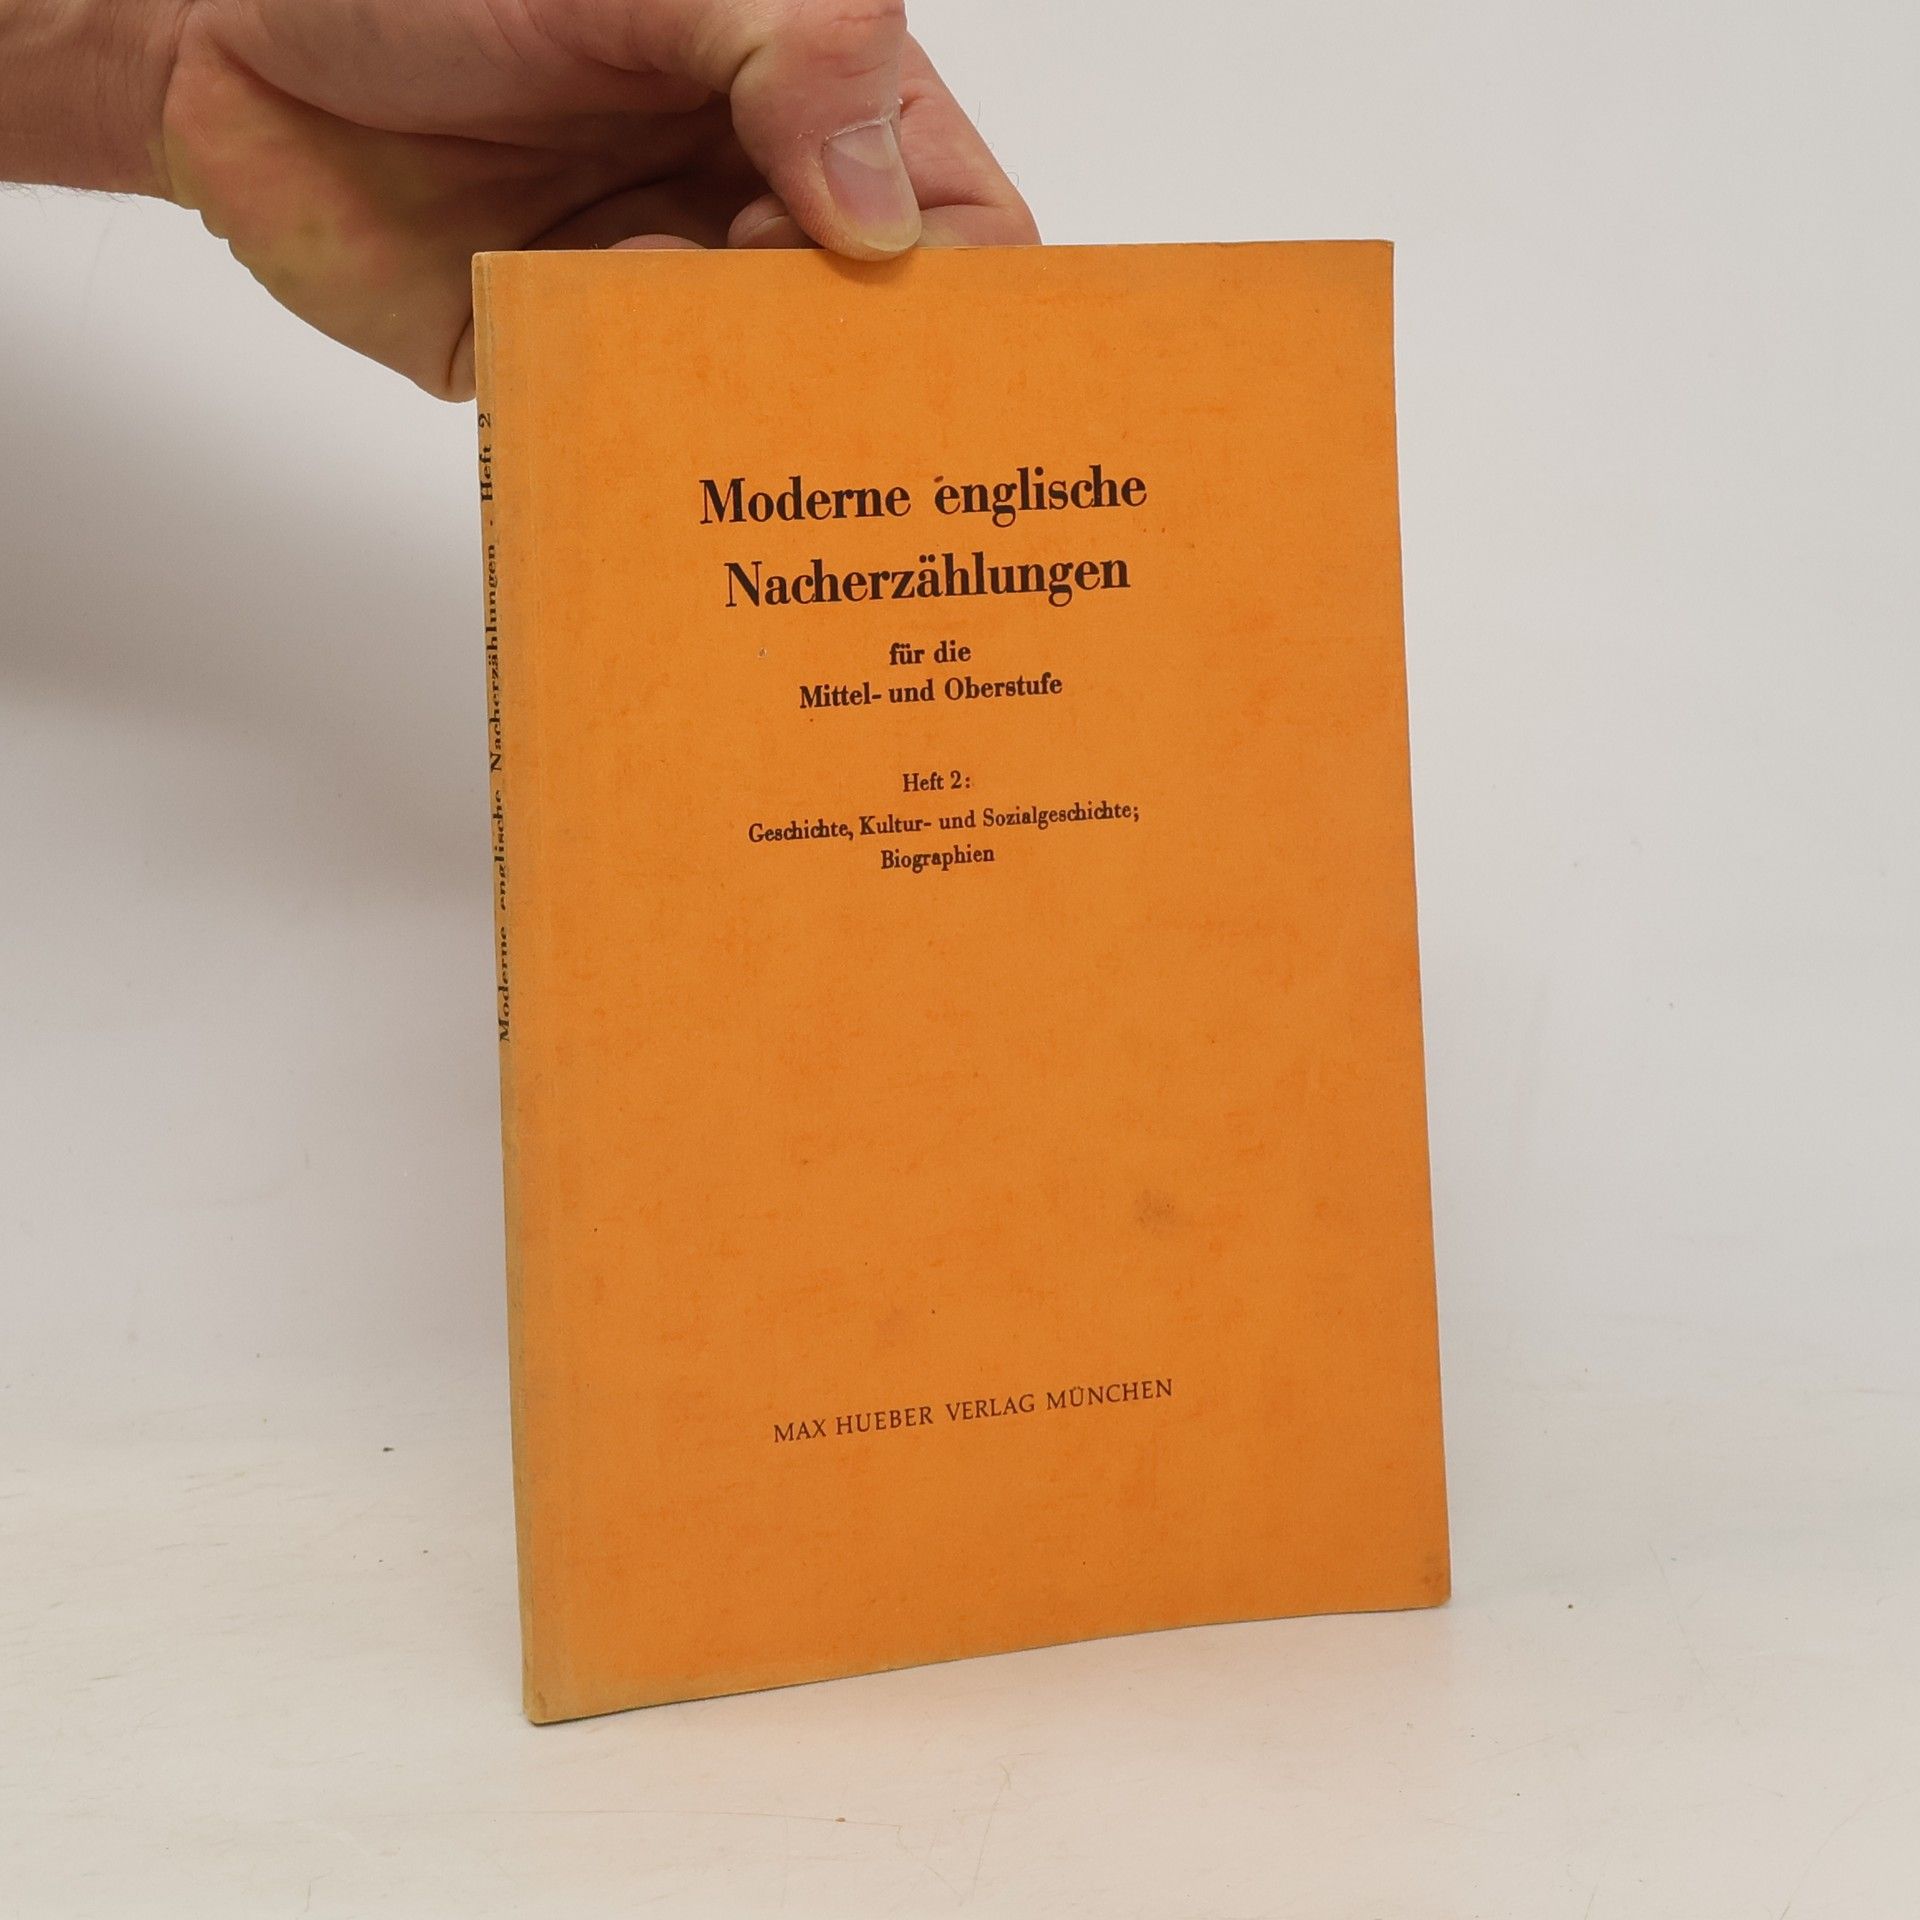 Moderne englische Nacherzählungen · Heft 2
Moderne englische
Nacherzählungen
für die
Mittel- und Oberstufe
Heft 2:
Geschichte, Kultur- und Sozialgeschichte;
Biographien
MAX HUEBER VERLAG MÜNCHEN